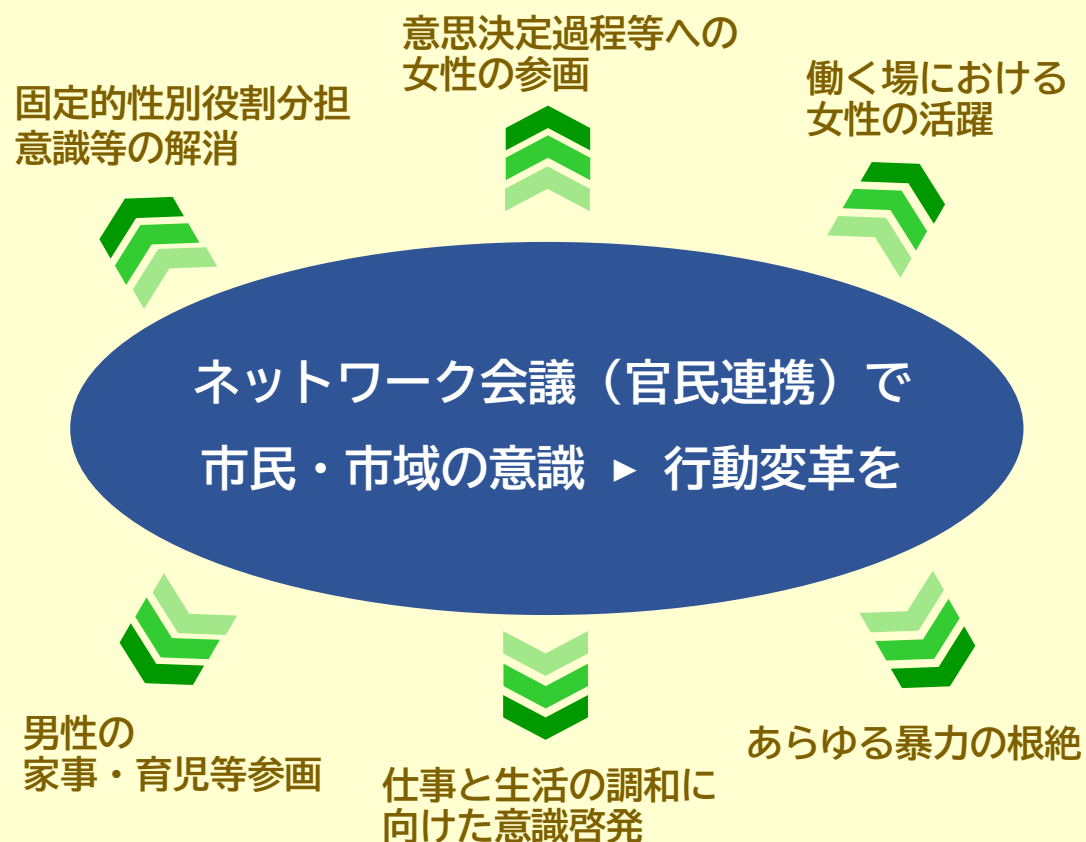 意思決定過程等への
女性の参画
働く場における
女性の活躍
固定的性別役割分担
意識等の解消
ネットワーク会議（官民連携）で
市民・市域の意識 ▸ 行動変革を
男性の
家事・育児等参画
仕事と生活の調和に
向けた意識啓発
あらゆる暴力の根絶